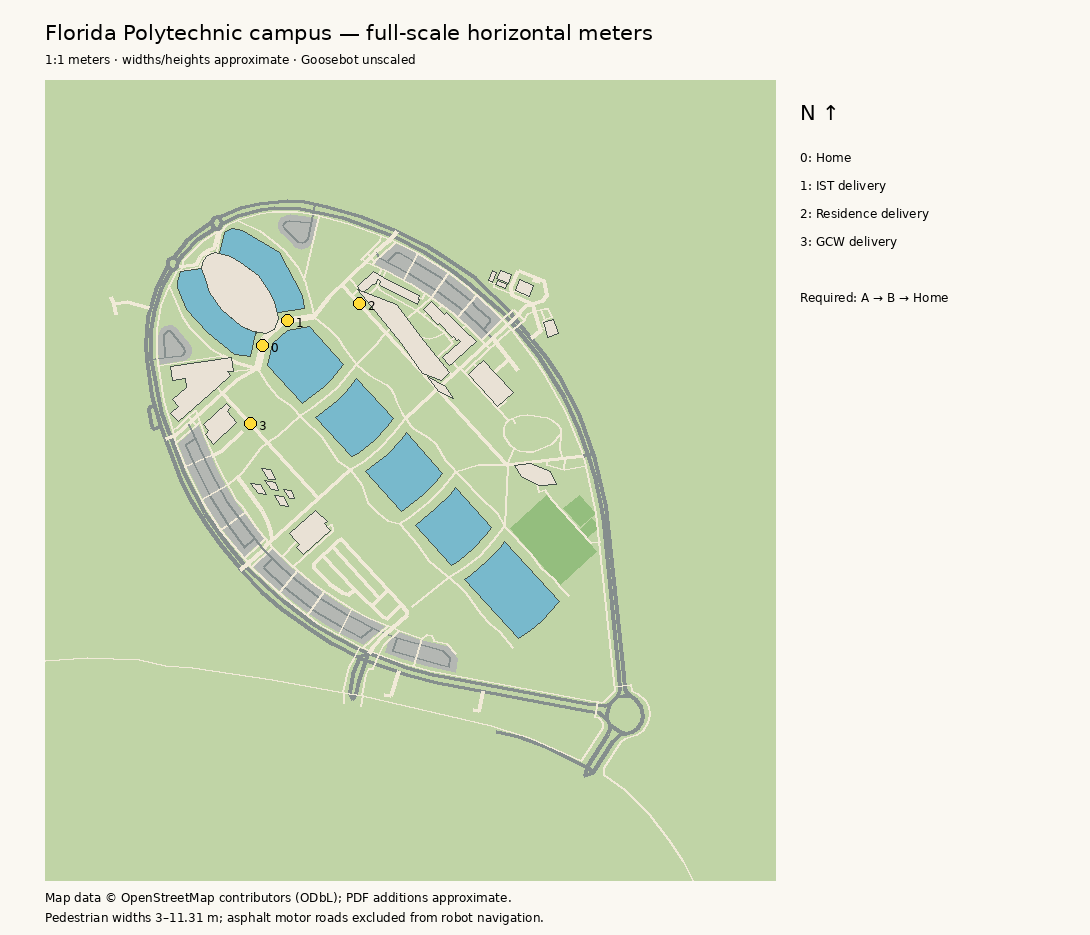 Florida Polytechnic campus — full-scale horizontal meters
1:1 meters · widths/heights approximate · Goosebot unscaled
N ↑
0: Home
1: IST delivery
2: Residence delivery
3: GCW delivery
Required: A → B → Home
2
1
0
3
Map data © OpenStreetMap contributors (ODbL); PDF additions approximate.
Pedestrian widths 3–11.31 m; asphalt motor roads excluded from robot navigation.